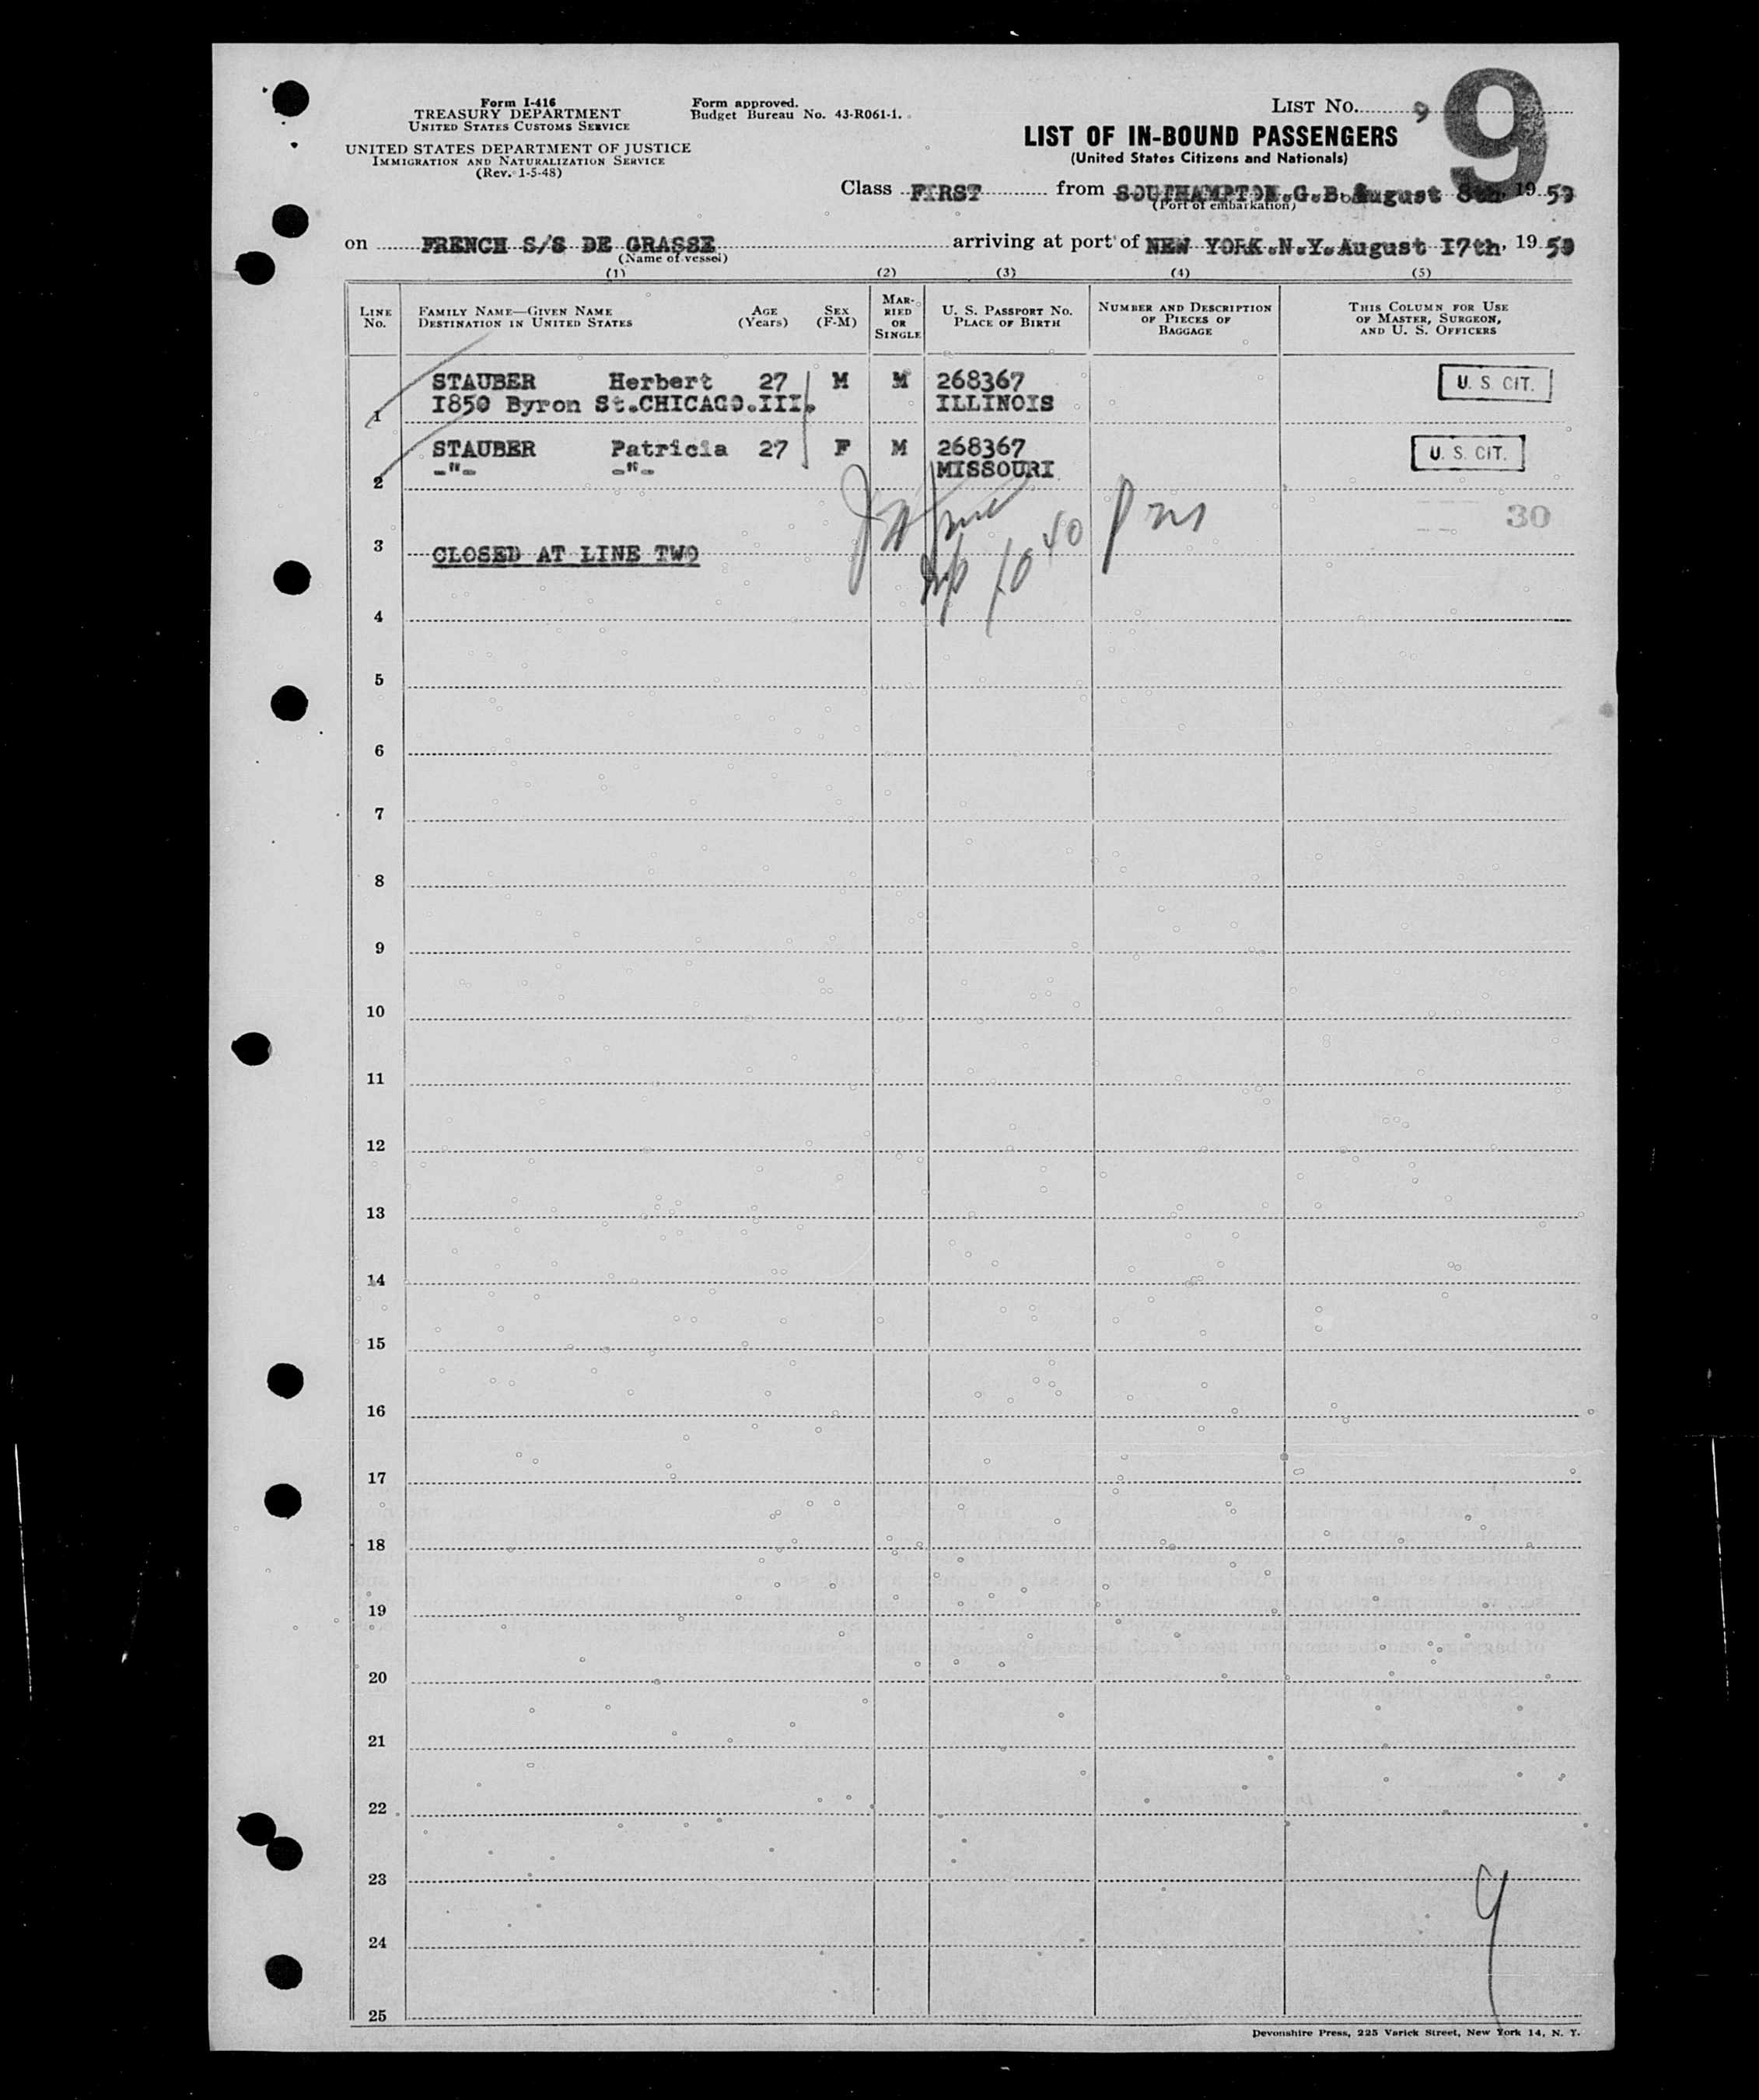 Form I-416
TREASURY DEPARTMENT
UNITED STATES CUSTOMS SERVICE
UNITED STATES DEPARTMENT OF JUSTICE
IMMIGRATION AND NATURALIZATION SERVICE
(Rev. 1-5-48)
Form approved.
Budget Bureau No. 43-R061-1.
LIST No. 9
9
LIST OF IN-BOUND PASSENGERS
(United States Citizens and Nationals)
Class FIRST from SOUTHAMPTON.G.B. August 8th, 19
(Port of embarkation)
on FRENCH S/S DE GRASSE arriving at port of NEW YORK.N.Y. August I7th, 19
(Name of vessel)
(1) (2) (3) (4) (5)
LINE No.
FAMILY NAME—GIVEN NAME
DESTINATION IN UNITED STATES
AGE (Years)
SEX (F-M)
MARRIED OR SINGLE
U. S. PASSPORT NO.
PLACE OF BIRTH
NUMBER AND DESCRIPTION OF PIECES OF BAGGAGE
THIS COLUMN FOR USE OF MASTER, SURGEON, AND U. S. OFFICERS
1 STAUBER Herbert 27 M M 268367 U. S. CIT.
I850 Byron St.CHICAGO.III. ILLINOIS
2 STAUBER Patricia 27 F M 268367 U. S. CIT.
-"- -"- MISSOURI
30
3 CLOSED AT LINE TWO
4
5
6
7
8
9
10
11
12
13
14
15
16
17
18
19
20
21
22
23
24
25
9
Devonshire Press, 225 Varick Street, New York 14, N. Y.